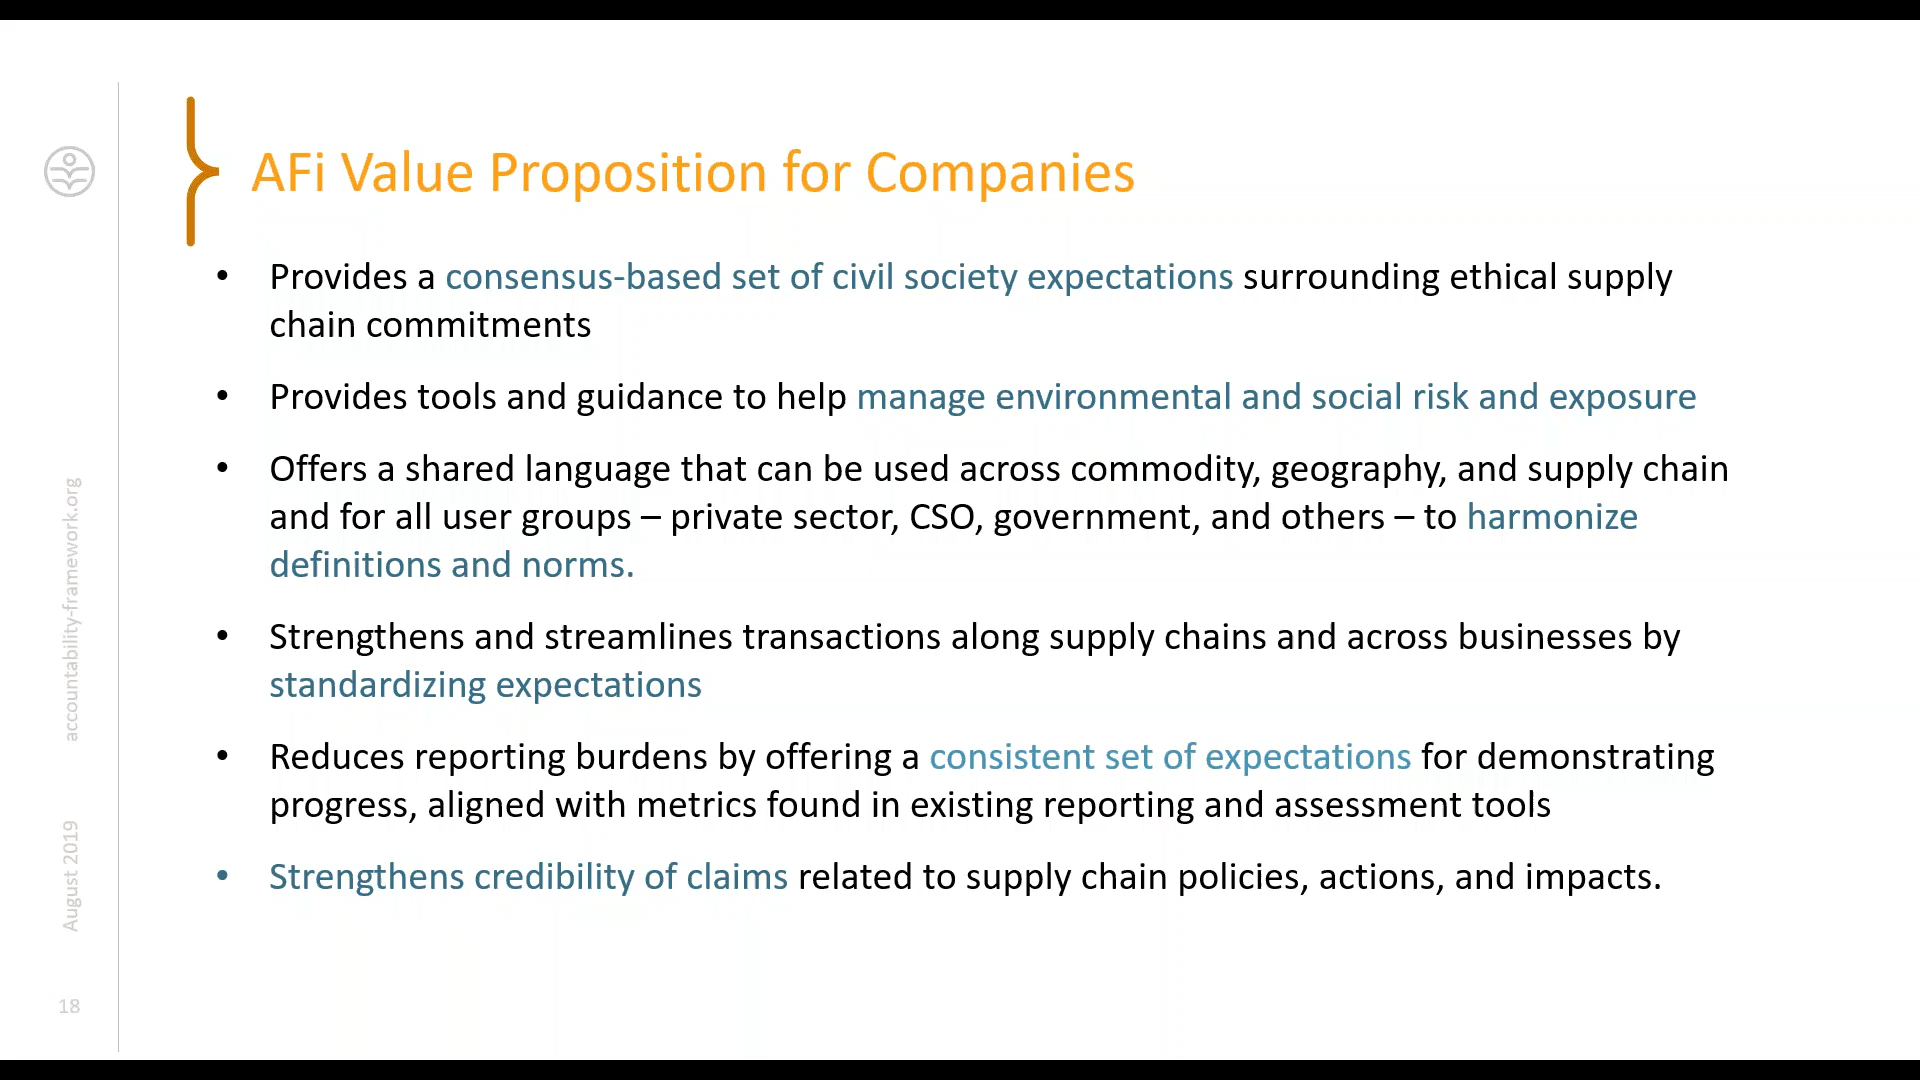 AFi Value Proposition for Companies
• Provides a consensus-based set of civil society expectations surrounding ethical supply
chain commitments
• Provides tools and guidance to help manage environmental and social risk and exposure
• Offers a shared language that can be used across commodity, geography, and supply chain
and for all user groups – private sector, CSO, government, and others – to harmonize
definitions and norms.
• Strengthens and streamlines transactions along supply chains and across businesses by
standardizing expectations
• Reduces reporting burdens by offering a consistent set of expectations for demonstrating
progress, aligned with metrics found in existing reporting and assessment tools
• Strengthens credibility of claims related to supply chain policies, actions, and impacts.
accountability-framework.org
August 2019
18